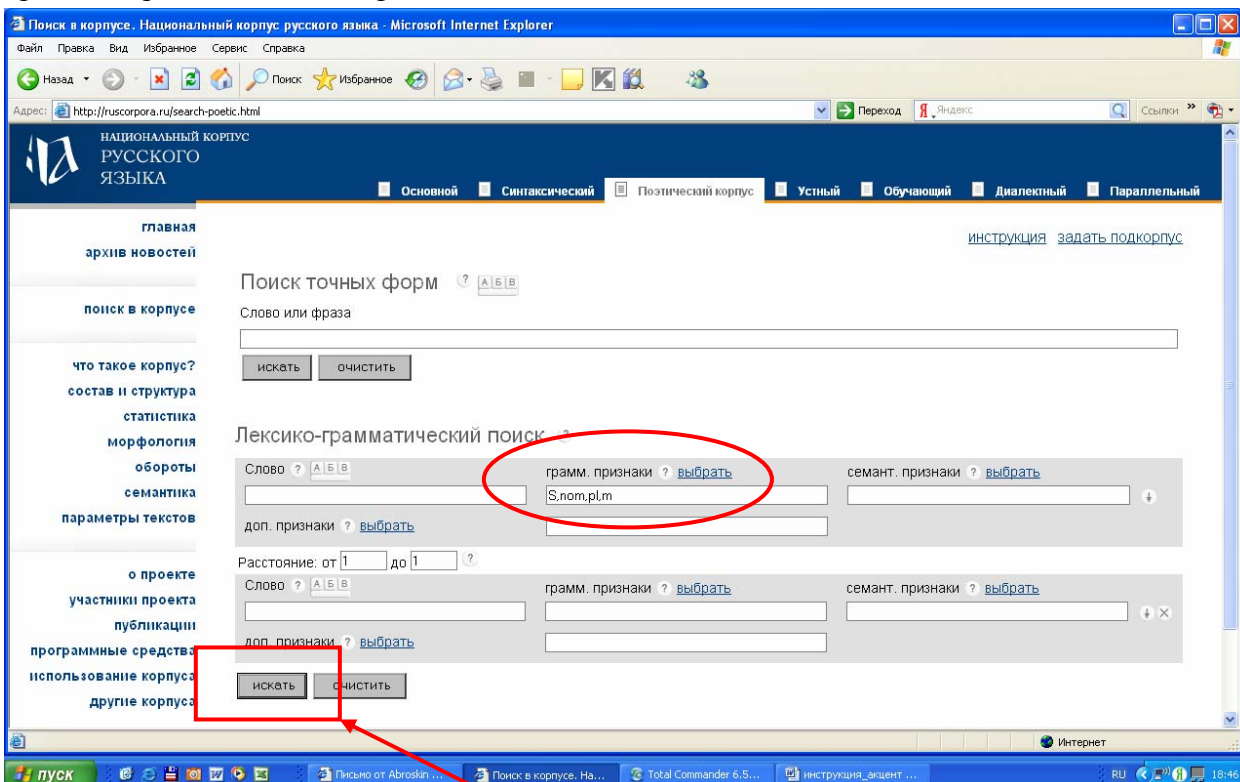 Поиск в корпусе. Национальный корпус русского языка - Microsoft Internet Explorer
Файл Правка Вид Избранное Сервис Справка
Назад Поиск Избранное
Адрес: http://ruscorpora.ru/search-poetic.html Переход Яндекс Ссылки »
НАЦИОНАЛЬНЫЙ КОРПУС
РУССКОГО
ЯЗЫКА
Основной Синтаксический Поэтический корпус Устный Обучающий Диалектный Параллельный
главная
архив новостей
инструкция задать подкорпус
Поиск точных форм ? А Б В
поиск в корпусе
Слово или фраза
что такое корпус?
искать очистить
состав и структура
статистика
морфология
Лексико-грамматический поиск ?
обороты
Слово ? А Б В грамм. признаки ? выбрать семант. признаки ? выбрать
семантика
S,nom,pl,m
параметры текстов
доп. признаки ? выбрать
Расстояние: от 1 до 1 ?
о проекте
Слово ? А Б В грамм. признаки ? выбрать семант. признаки ? выбрать
участники проекта
публикации
программные средства
доп. признаки ? выбрать
использование корпуса
искать очистить
другие корпуса
Интернет
пуск Письмо от Abroskin ... Поиск в корпусе. На... Total Commander 6.5... инструкция_акцент ... RU 18:46